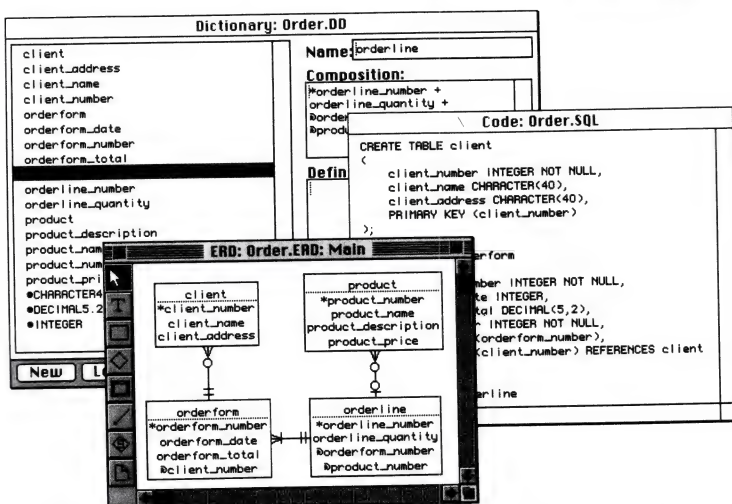 Dictionary: Order.DD
client
client_address
client_name
client_number
orderform
orderform_date
orderform_number
orderform_total
orderline_number
orderline_quantity
product
product_description
product_nam
product_num
product_pri
●CHARACTER4
●DECIMAL5.2
●INTEGER
New
Name: orderline
Composition:
*orderline_number +
orderline_quantity +
@order
@produ
Defin
Code: Order.SQL
CREATE TABLE client
(
client_number INTEGER NOT NULL,
client_name CHARACTER(40),
client_address CHARACTER(40),
PRIMARY KEY (client_number)
);
erform
mber INTEGER NOT NULL,
te INTEGER,
tal DECIMAL(5,2),
r INTEGER NOT NULL,
(orderform_number),
(client_number) REFERENCES client
erline
ERD: Order.ERD: Main
T
client
*client_number
client_name
client_address
product
*product_number
product_name
product_description
product_price
orderform
*orderform_number
orderform_date
orderform_total
@client_number
orderline
*orderline_number
orderline_quantity
@orderform_number
@product_number